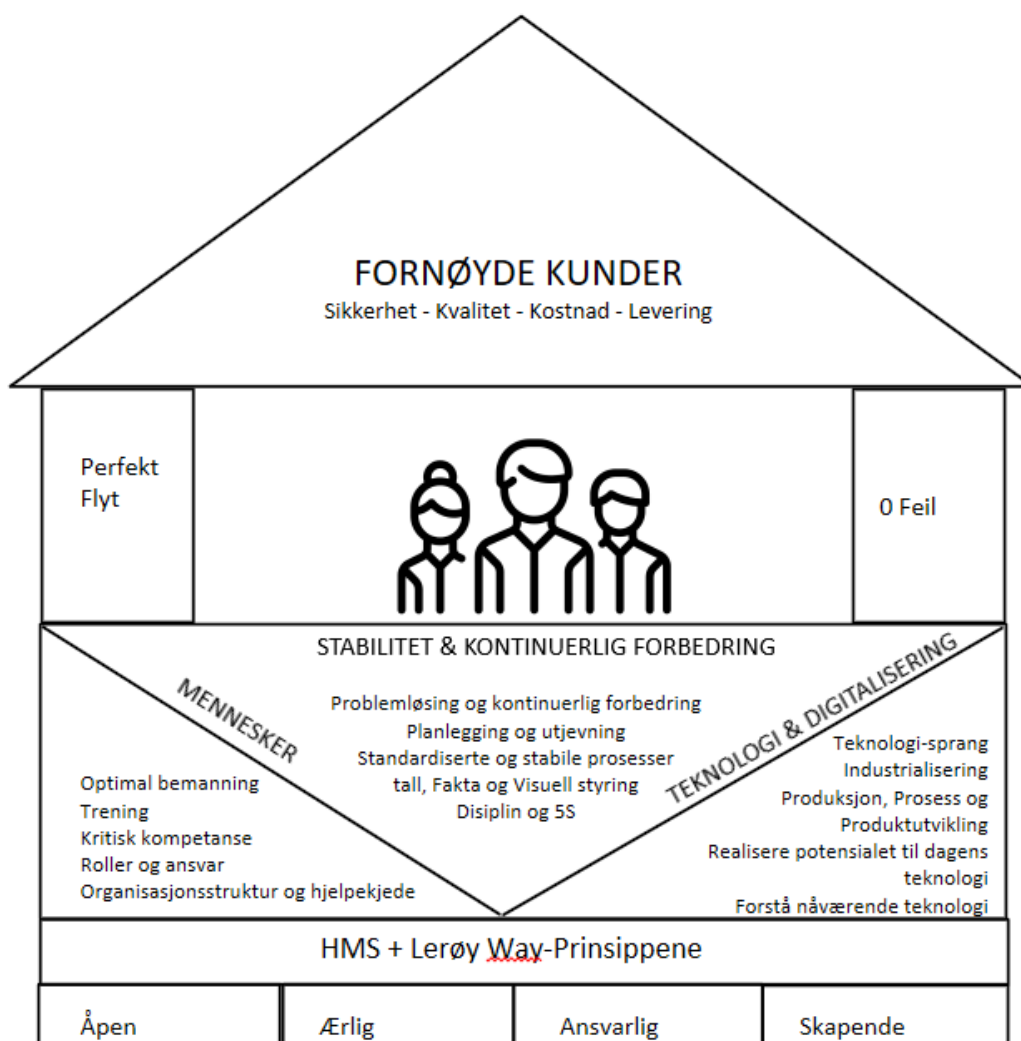 FORNØYDE KUNDER
Sikkerhet - Kvalitet - Kostnad - Levering
Perfekt
Flyt
0 Feil
STABILITET & KONTINUERLIG FORBEDRING
Problemløsing og kontinuerlig forbedring
Planlegging og utjevning
Standardiserte og stabile prosesser
tall, Fakta og Visuell styring
Disiplin og 5S
MENNESKER
Optimal bemanning
Trening
Kritisk kompetanse
Roller og ansvar
Organisasjonsstruktur og hjelpekjede
TEKNOLOGI & DIGITALISERING
Teknologi-sprang
Industrialisering
Produksjon, Prosess og
Produktutvikling
Realisere potensialet til dagens
teknologi
Forstå nåværende teknologi
HMS + Lerøy Way-Prinsippene
Åpen
Ærlig
Ansvarlig
Skapende